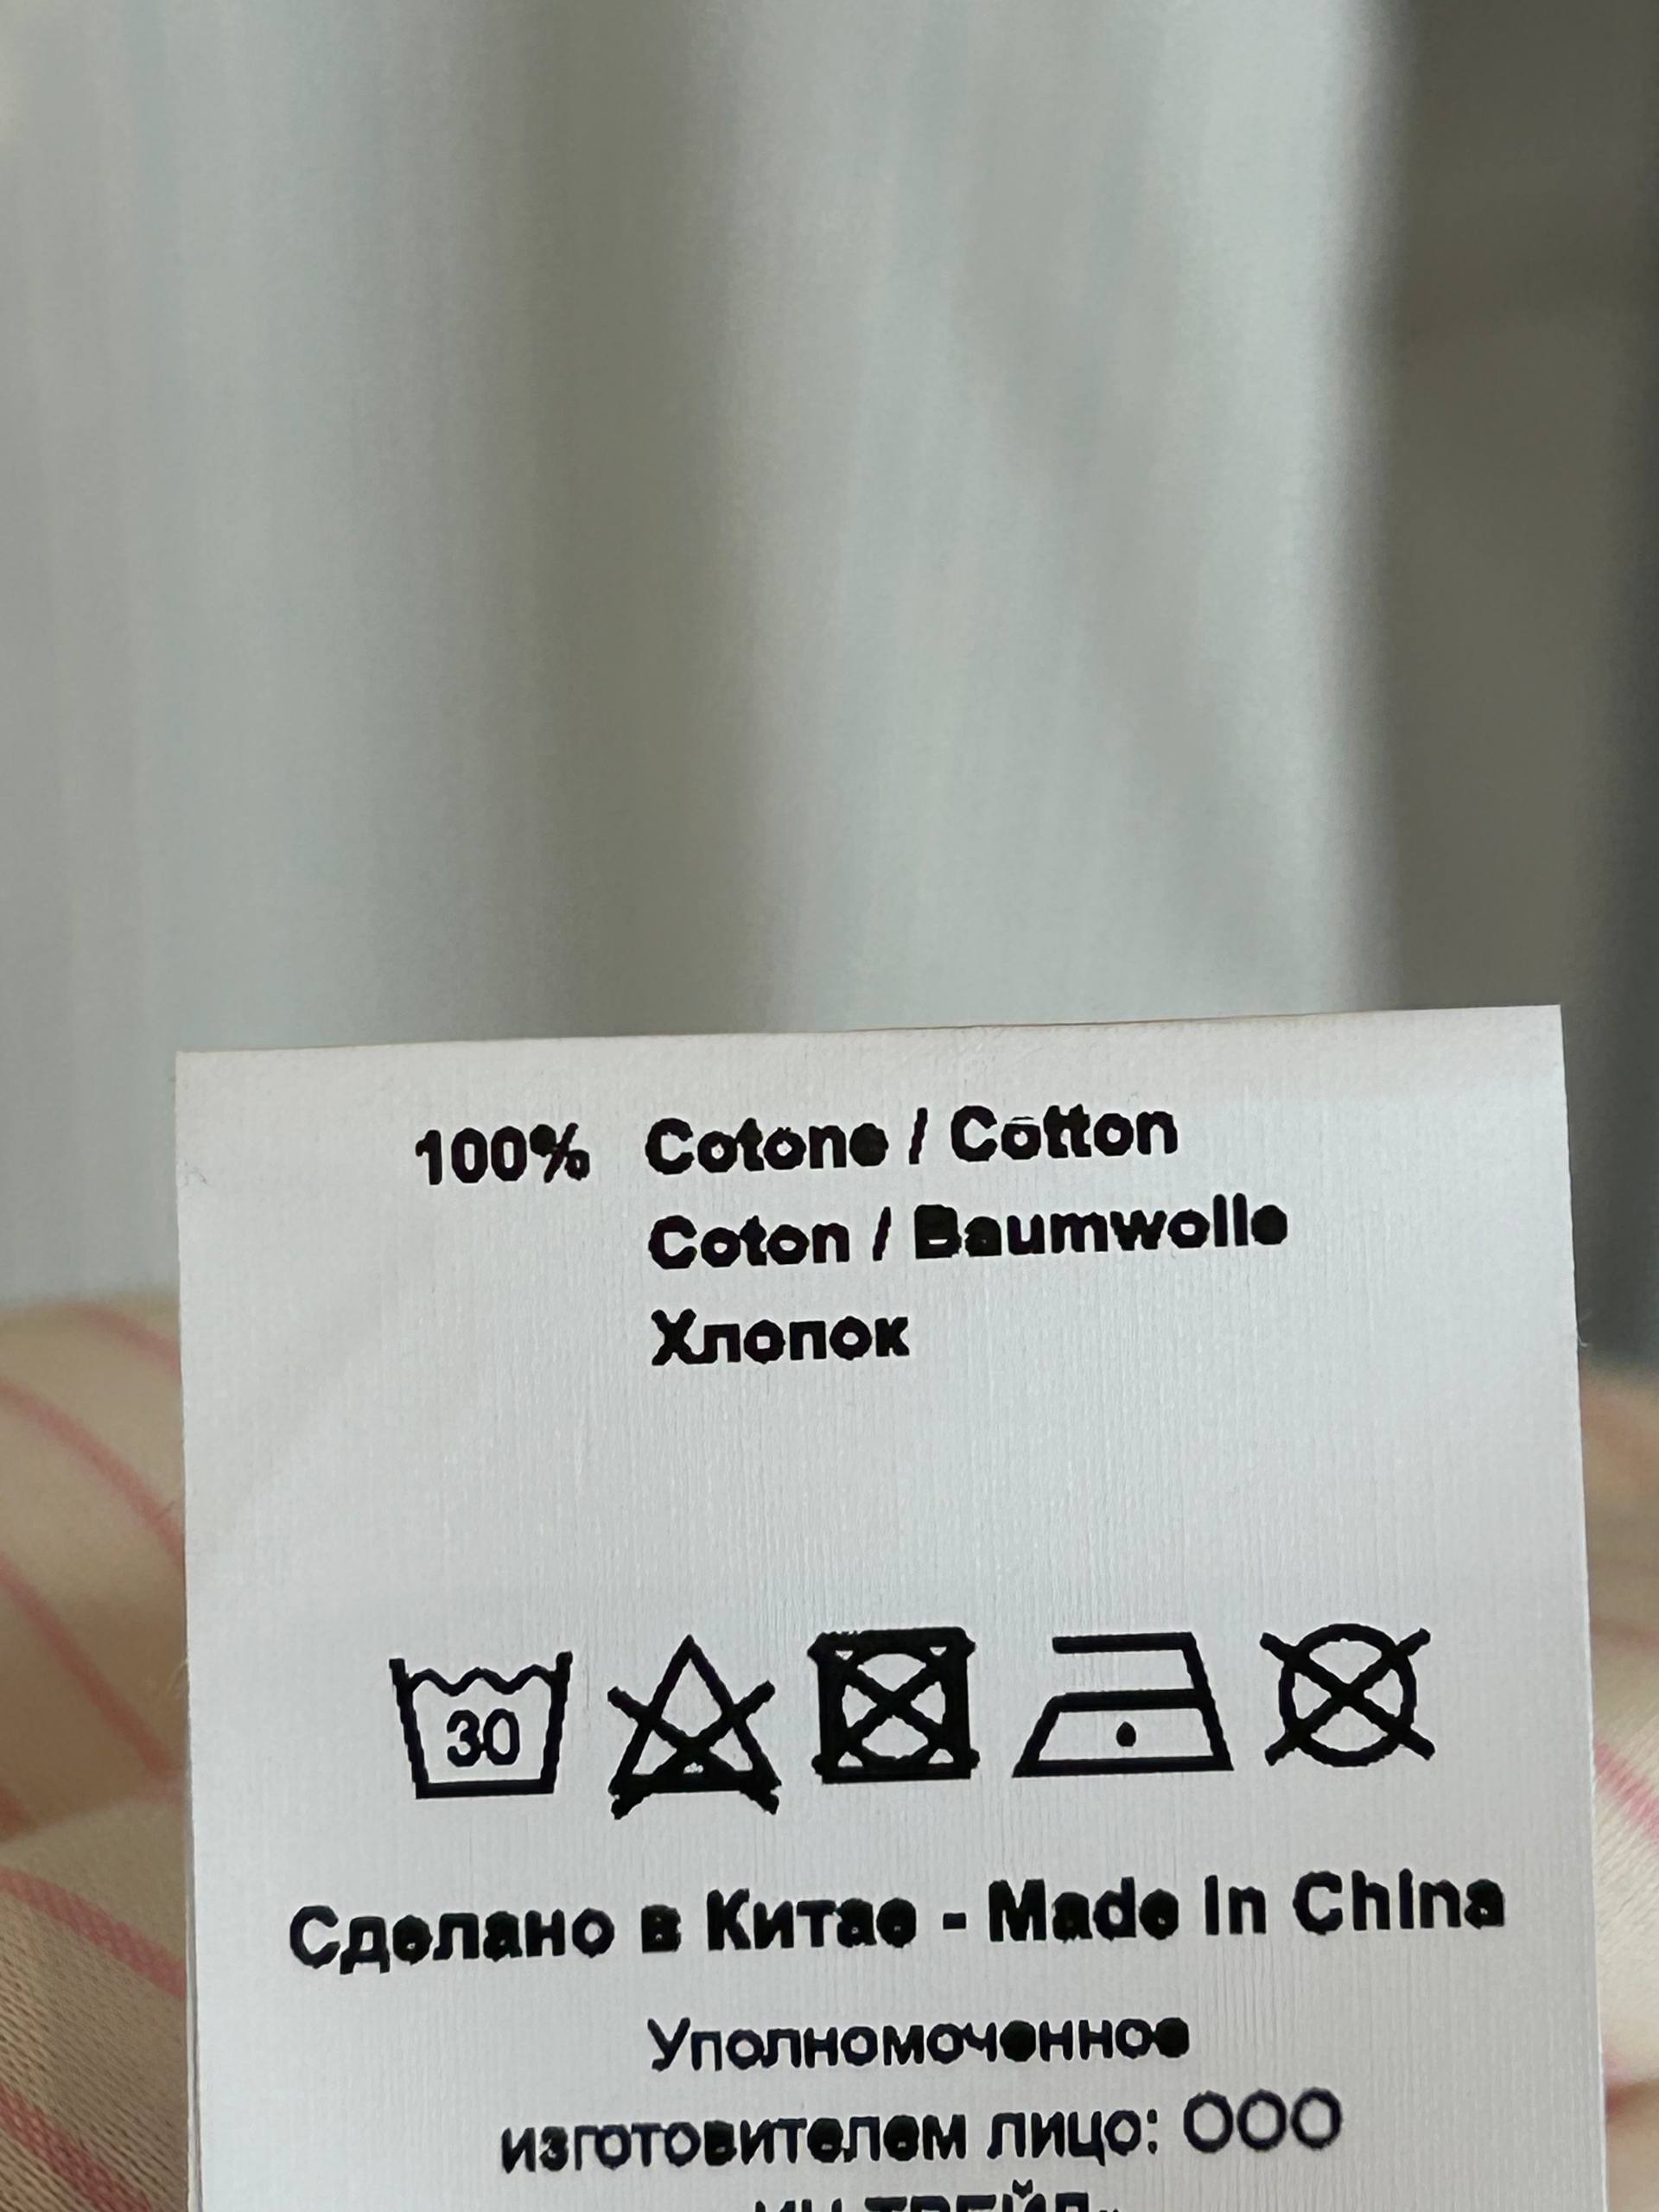 100% Cotone / Cotton
Coton / Baumwolle
Хлопок
30
Сделано в Китае - Made In China
Уполномоченное
изготовителем лицо: ООО